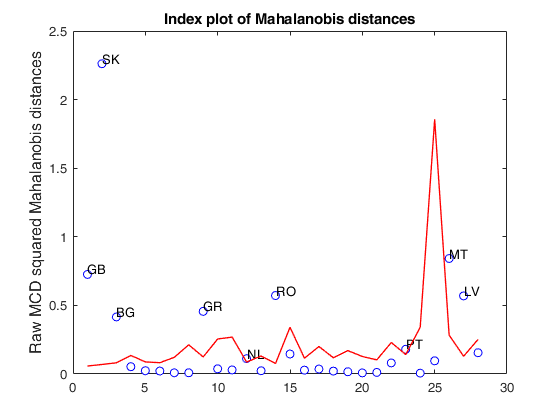 Index plot of Mahalanobis distances
Raw MCD squared Mahalanobis distances
2.5
2
1.5
1
0.5
0
SK
GB
BG
GR
RO
NL
PT
MT
LV
0 5 10 15 20 25 30